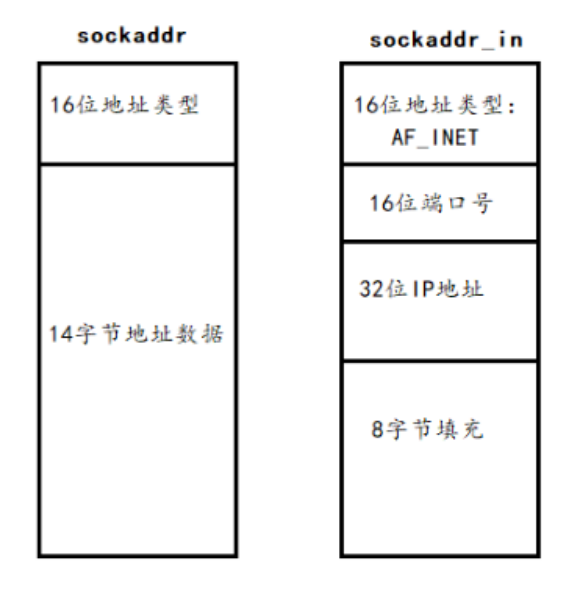 sockaddr
16位地址类型
14字节地址数据
sockaddr_in
16位地址类型：
AF_INET
16位端口号
32位IP地址
8字节填充